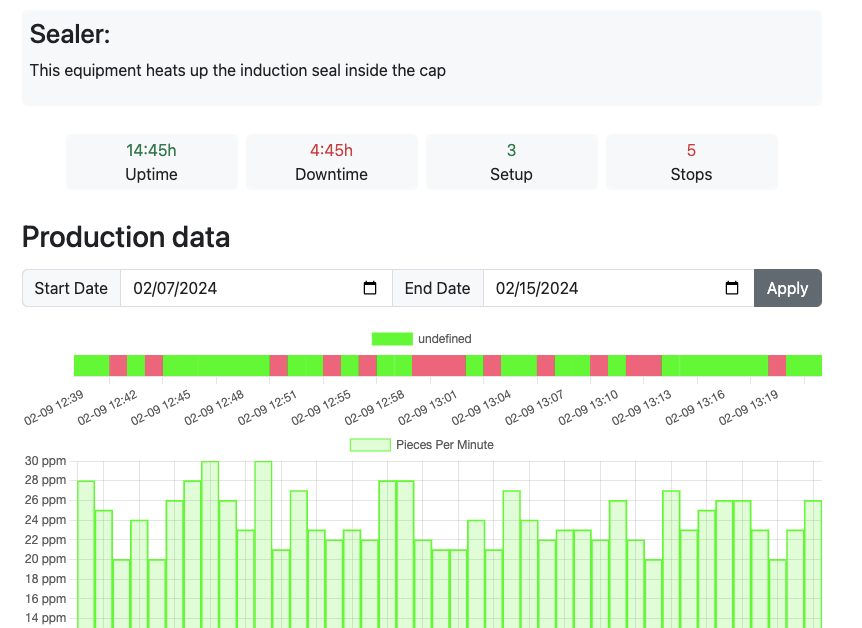 Sealer:
This equipment heats up the induction seal inside the cap
14:45h 4:45h 3 5
Uptime Downtime Setup Stops
Production data
Start Date 02/07/2024 End Date 02/15/2024 Apply
undefined
02-09 12:39 02-09 12:42 02-09 12:45 02-09 12:48 02-09 12:51 02-09 12:55 02-09 12:58 02-09 13:01 02-09 13:04 02-09 13:07 02-09 13:10 02-09 13:13 02-09 13:16 02-09 13:19
Pieces Per Minute
30 ppm
28 ppm
26 ppm
24 ppm
22 ppm
20 ppm
18 ppm
16 ppm
14 ppm